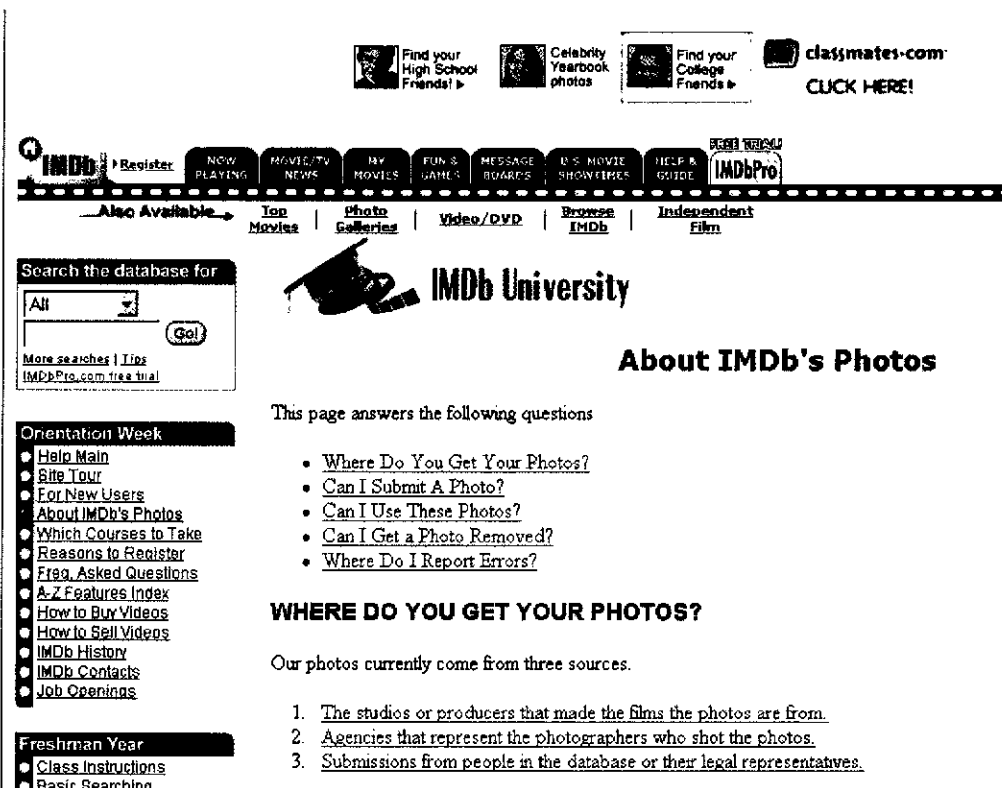 Find your
High School
Friends!
Celebrity
Yearbook
photos
Find your
College
Friends
classmates.com
CLICK HERE!
IMDb
Register
NOW
PLAYING
MOVIE/TV
NEWS
MY
MOVIES
FUN &
GAMES
MESSAGE
BOARDS
U.S. MOVIE
SHOWTIMES
HELP &
GUIDE
FREE TRIAL!
IMDbPro
Also Available
Top
Movies
Photo
Galleries
Video/DVD
Browse
IMDb
Independent
Film
Search the database for
All
Go!
More searches | Tips
IMDbPro.com free trial
IMDb University
About IMDb's Photos
This page answers the following questions
• Where Do You Get Your Photos?
• Can I Submit A Photo?
• Can I Use These Photos?
• Can I Get a Photo Removed?
• Where Do I Report Errors?
Orientation Week
Help Main
Site Tour
For New Users
About IMDb's Photos
Which Courses to Take
Reasons to Register
Freq. Asked Questions
A-Z Features Index
How to Buy Videos
How to Sell Videos
IMDb History
IMDb Contacts
Job Openings
WHERE DO YOU GET YOUR PHOTOS?
Our photos currently come from three sources.
1. The studios or producers that made the films the photos are from.
2. Agencies that represent the photographers who shot the photos.
3. Submissions from people in the database or their legal representatives.
Freshman Year
Class Instructions
Basic Searching